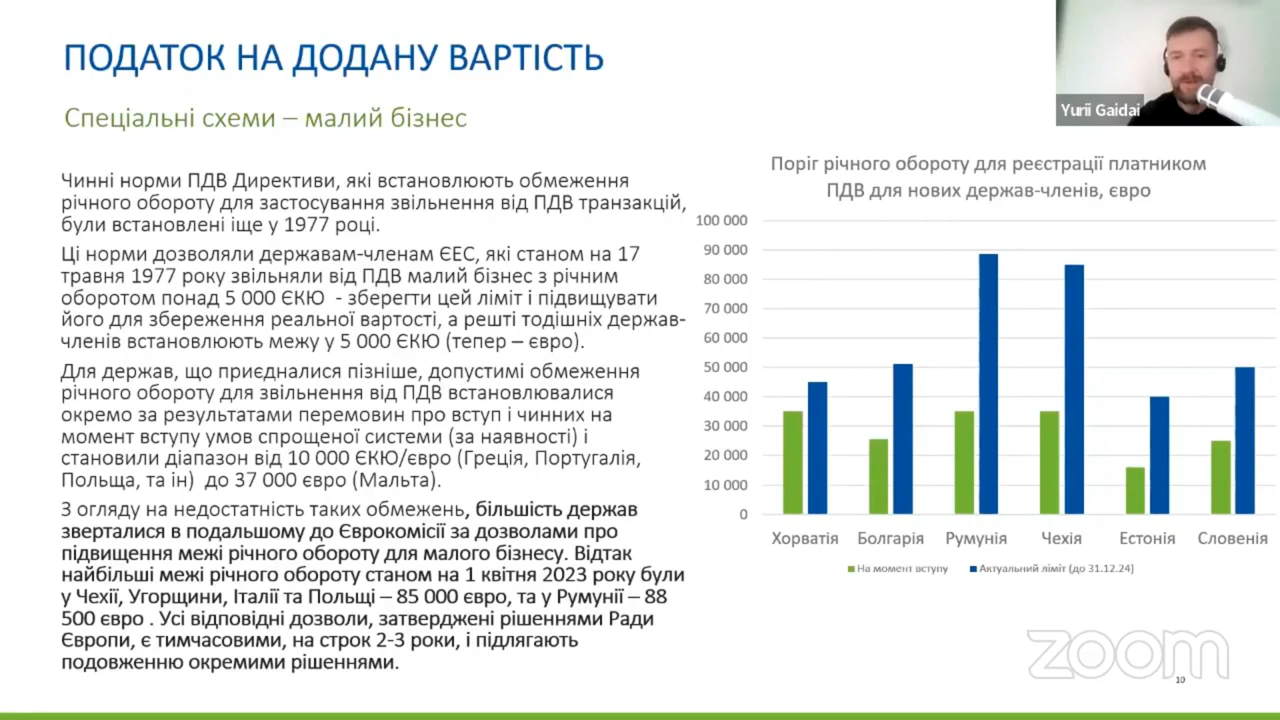 ПОДАТОК НА ДОДАНУ ВАРТІСТЬ
Спеціальні схеми – малий бізнес
Yurii Gaidai
Чинні норми ПДВ Директиви, які встановлюють обмеження
річного обороту для застосування звільнення від ПДВ транзакцій,
були встановлені іще у 1977 році.
Ці норми дозволяли державам-членам ЄЕС, які станом на 17
травня 1977 року звільняли від ПДВ малий бізнес з річним
оборотом понад 5 000 ЄКЮ - зберегти цей ліміт і підвищувати
його для збереження реальної вартості, а решті тодішніх держав-
членів встановлюють межу у 5 000 ЄКЮ (тепер – євро).
Для держав, що приєдналися пізніше, допустимі обмеження
річного обороту для звільнення від ПДВ встановлювалися
окремо за результатами перемовин про вступ і чинних на
момент вступу умов спрощеної системи (за наявності) і
становили діапазон від 10 000 ЄКЮ/євро (Греція, Португалія,
Польща, та ін) до 37 000 євро (Мальта).
З огляду на недостатність таких обмежень, більшість держав
зверталися в подальшому до Єврокомісії за дозволами про
підвищення межі річного обороту для малого бізнесу. Відтак
найбільші межі річного обороту станом на 1 квітня 2023 року були
у Чехії, Угорщини, Італії та Польщі – 85 000 євро, та у Румунії – 88
500 євро . Усі відповідні дозволи, затверджені рішеннями Ради
Європи, є тимчасовими, на строк 2-3 роки, і підлягають
подовженню окремими рішеннями.
Поріг річного обороту для реєстрації платником
ПДВ для нових держав-членів, євро
100 000
90 000
80 000
70 000
60 000
50 000
40 000
30 000
20 000
10 000
0
Хорватія Болгарія Румунія Чехія Естонія Словенія
На момент вступу Актуальний ліміт (до 31.12.24)
zoom
10